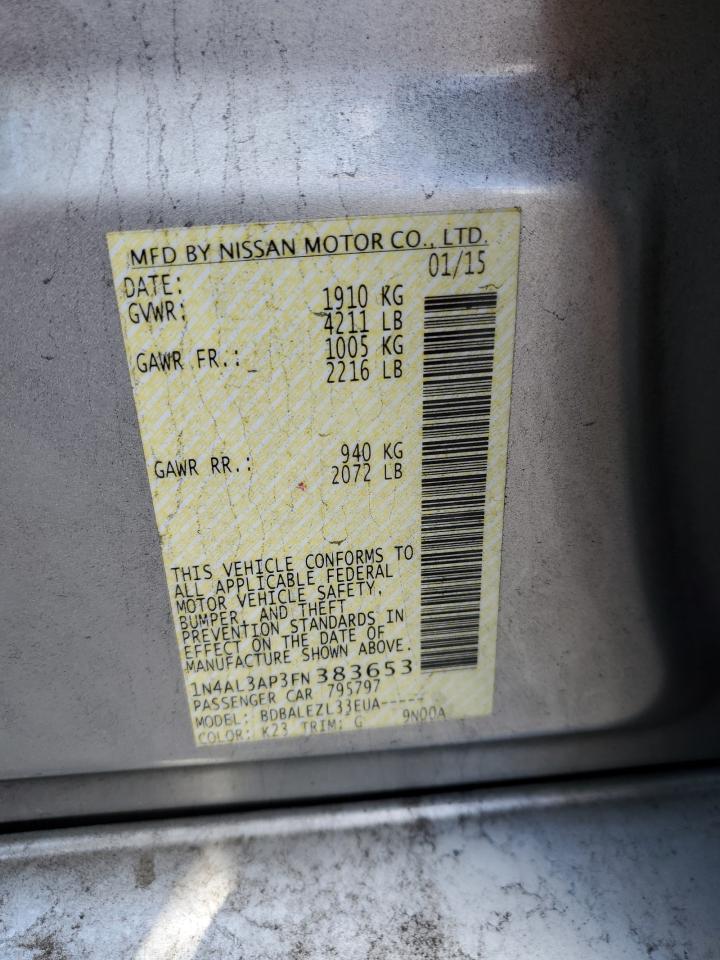 MFD BY NISSAN MOTOR CO., LTD.
DATE: 01/15
GVWR: 1910 KG
4211 LB
GAWR FR.: 1005 KG
2216 LB
GAWR RR.: 940 KG
2072 LB
THIS VEHICLE CONFORMS TO
ALL APPLICABLE FEDERAL
MOTOR VEHICLE SAFETY,
BUMPER, AND THEFT
PREVENTION STANDARDS IN
EFFECT ON THE DATE OF
MANUFACTURE SHOWN ABOVE.
1N4AL3AP3FN383653
PASSENGER CAR 795797
MODEL: BDBALEZL33EUA-----
COLOR: K23 TRIM: G 9N00A